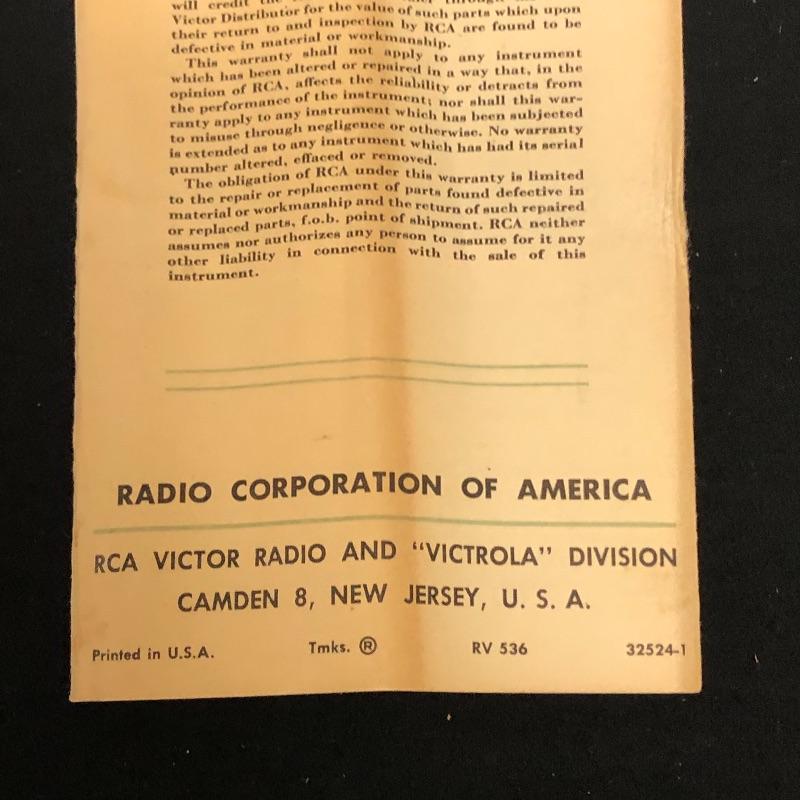 will credit the
Victor Distributor for the value of such parts which upon
their return to and inspection by RCA are found to be
defective in material or workmanship.
This warranty shall not apply to any instrument
which has been altered or repaired in a way that, in the
opinion of RCA, affects the reliability or detracts from
the performance of the instrument; nor shall this war-
ranty apply to any instrument which has been subjected
to misuse through negligence or otherwise. No warranty
is extended as to any instrument which has had its serial
number altered, effaced or removed.
The obligation of RCA under this warranty is limited
to the repair or replacement of parts found defective in
material or workmanship and the return of such repaired
or replaced parts, f.o.b. point of shipment. RCA neither
assumes nor authorizes any person to assume for it any
other liability in connection with the sale of this
instrument.
RADIO CORPORATION OF AMERICA
RCA VICTOR RADIO AND “VICTROLA” DIVISION
CAMDEN 8, NEW JERSEY, U. S. A.
Printed in U.S.A. Tmks. ® RV 536 32524-1